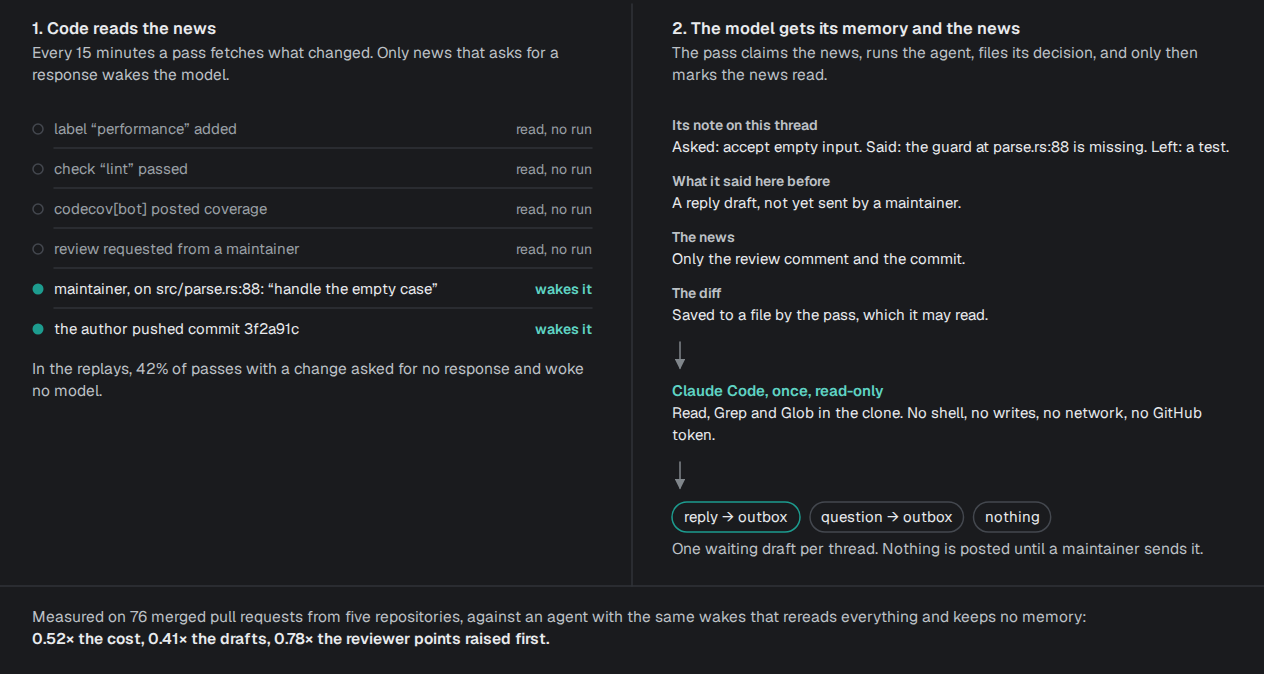 1. Code reads the news
Every 15 minutes a pass fetches what changed. Only news that asks for a
response wakes the model.
label “performance” added read, no run
check “lint” passed read, no run
codecov[bot] posted coverage read, no run
review requested from a maintainer read, no run
maintainer, on src/parse.rs:88: “handle the empty case” wakes it
the author pushed commit 3f2a91c wakes it
In the replays, 42% of passes with a change asked for no response and woke
no model.
2. The model gets its memory and the news
The pass claims the news, runs the agent, files its decision, and only then
marks the news read.
Its note on this thread
Asked: accept empty input. Said: the guard at parse.rs:88 is missing. Left: a test.
What it said here before
A reply draft, not yet sent by a maintainer.
The news
Only the review comment and the commit.
The diff
Saved to a file by the pass, which it may read.
Claude Code, once, read-only
Read, Grep and Glob in the clone. No shell, no writes, no network, no GitHub
token.
reply → outbox question → outbox nothing
One waiting draft per thread. Nothing is posted until a maintainer sends it.
Measured on 76 merged pull requests from five repositories, against an agent with the same wakes that rereads everything and keeps no memory:
0.52× the cost, 0.41× the drafts, 0.78× the reviewer points raised first.